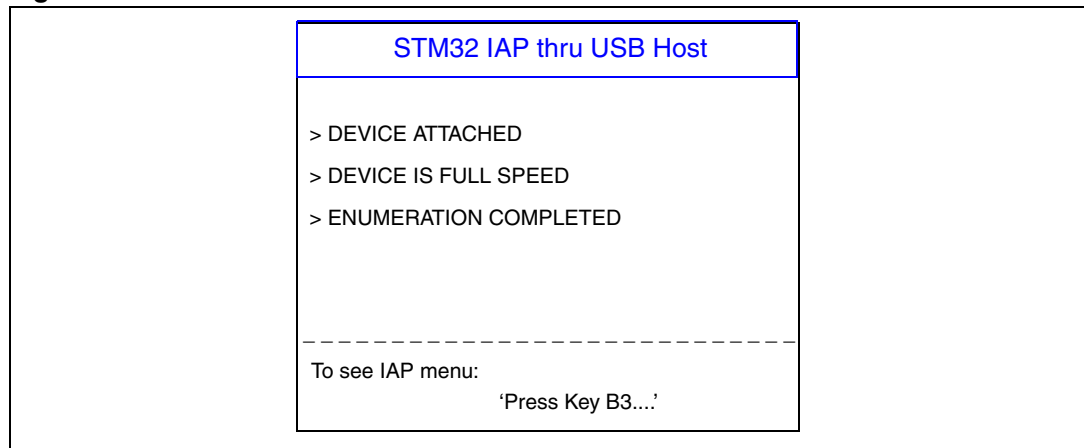 STM32 IAP thru USB Host
> DEVICE ATTACHED
> DEVICE IS FULL SPEED
> ENUMERATION COMPLETED
To see IAP menu:
‘Press Key B3....’